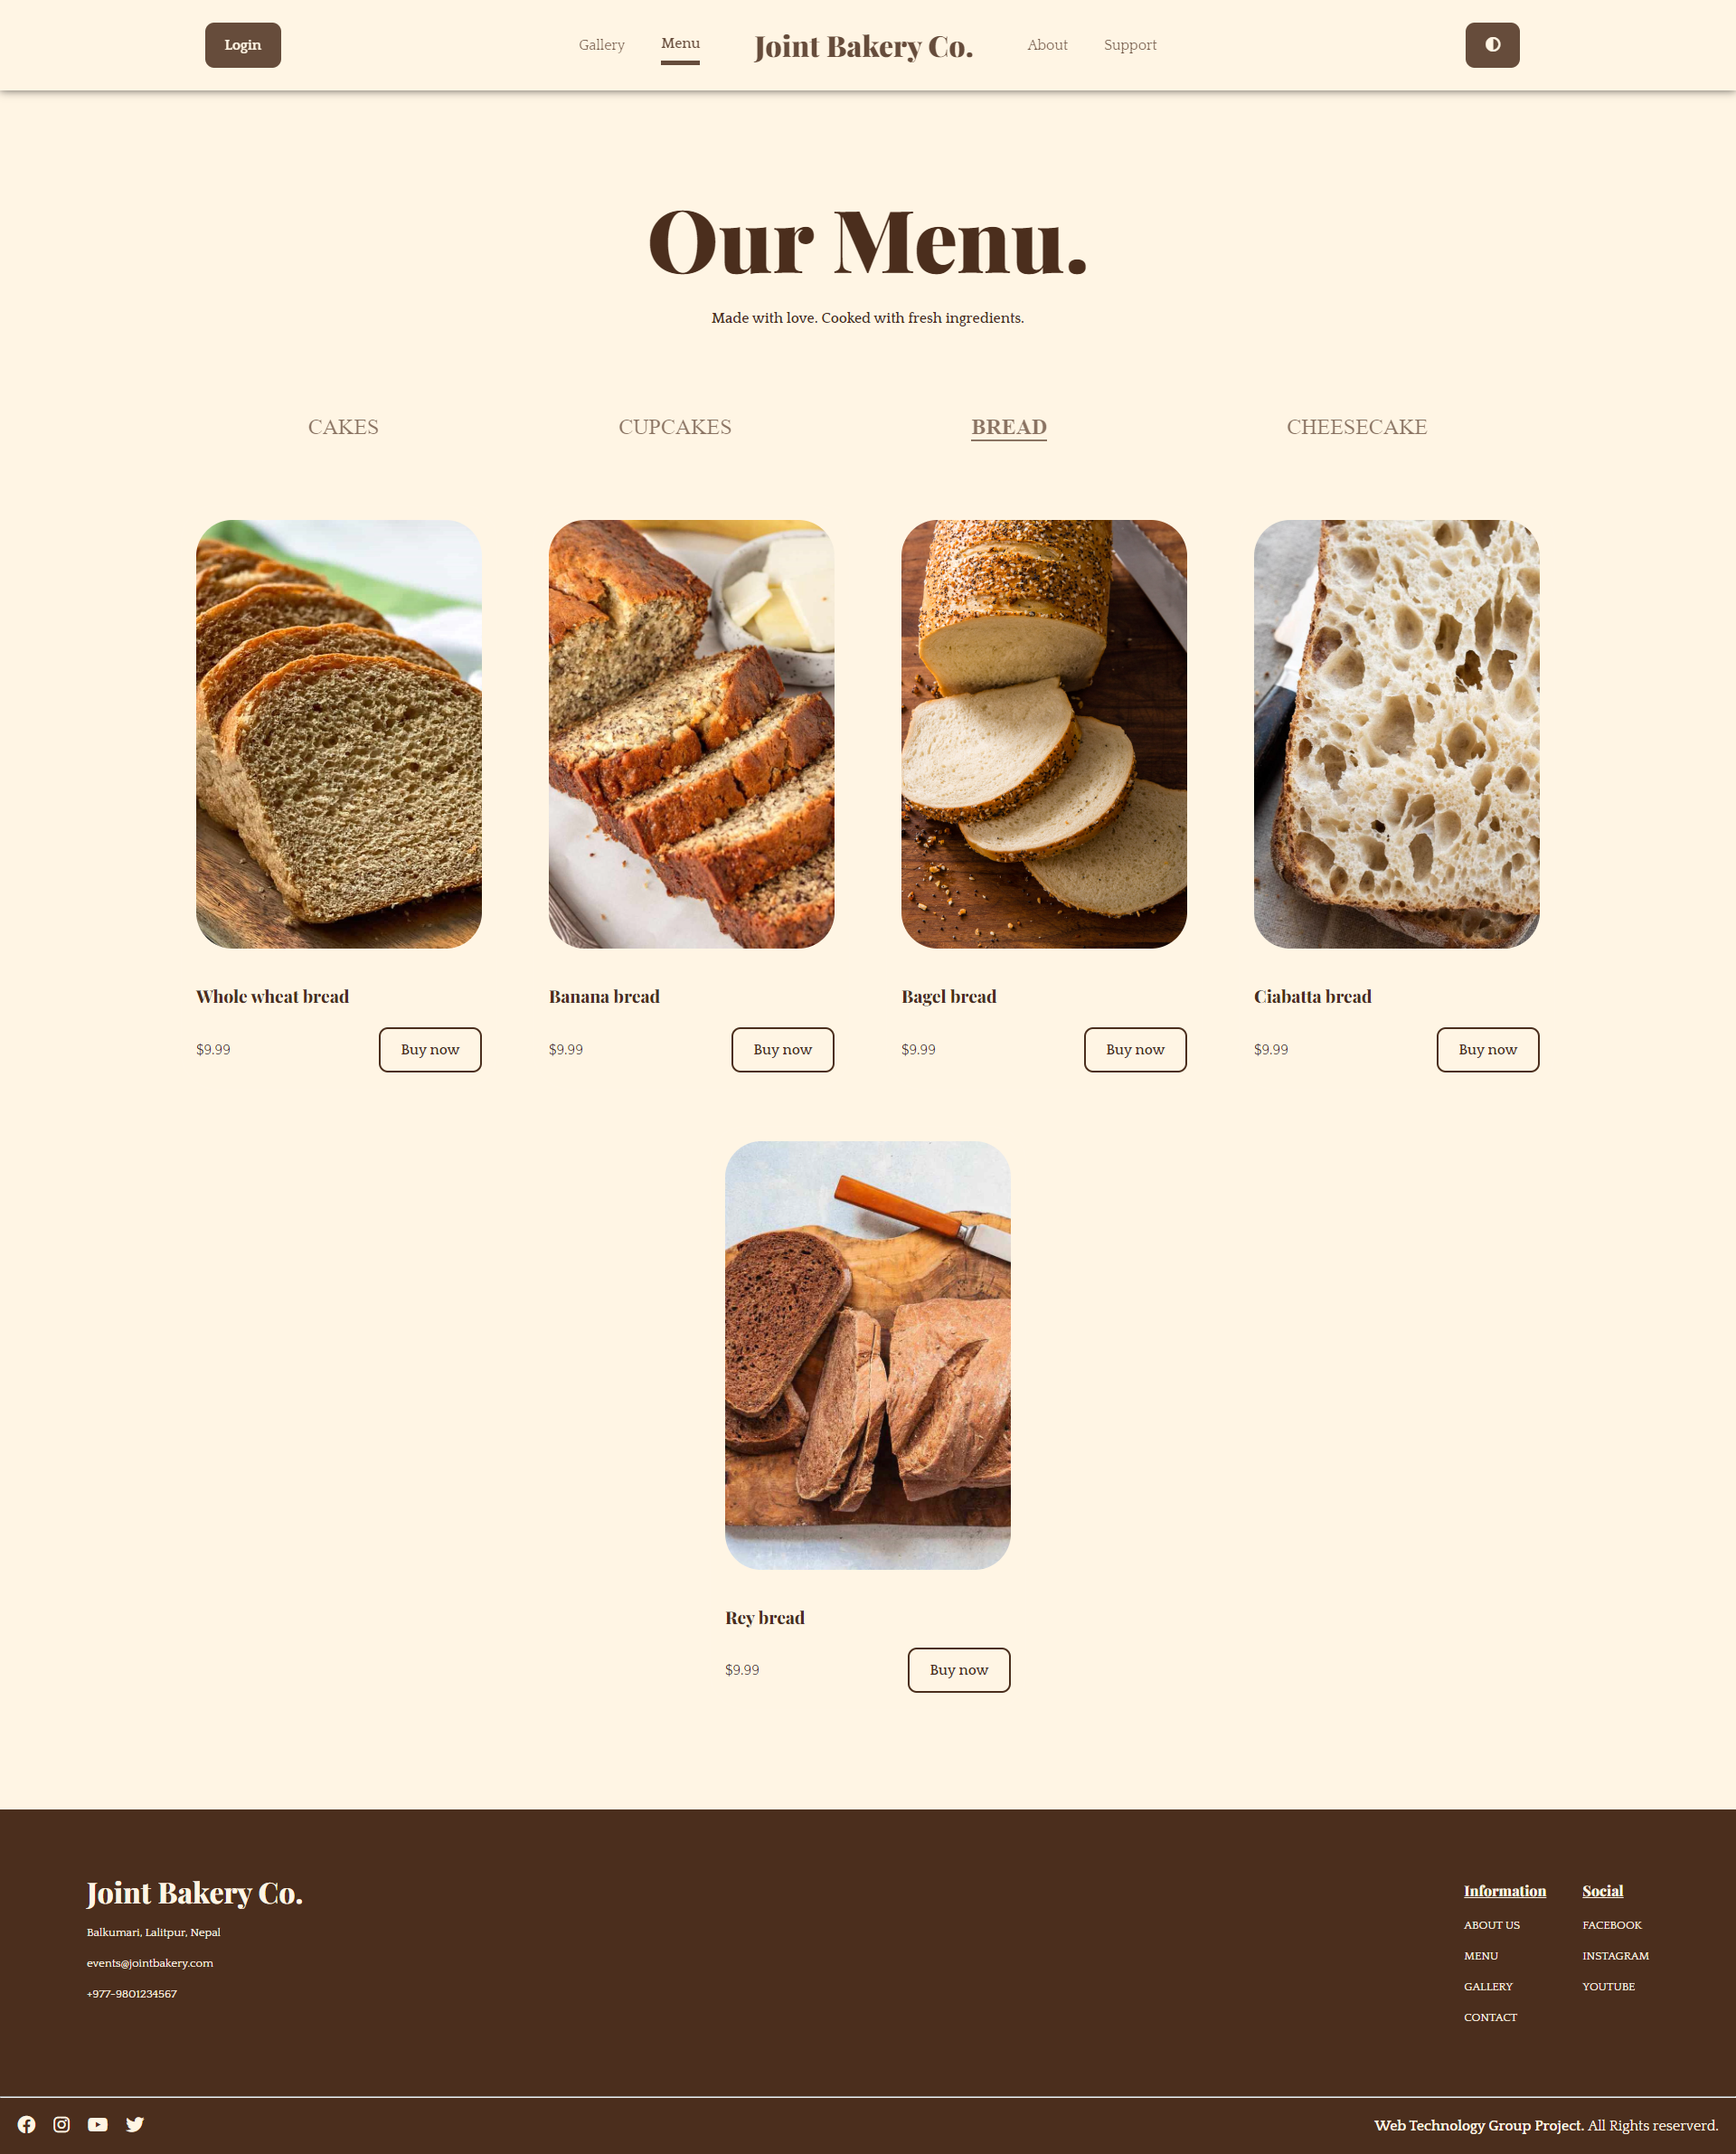 Login
Gallery
Menu
Joint Bakery Co.
About
Support
Our Menu.
Made with love. Cooked with fresh ingredients.
CAKES
CUPCAKES
BREAD
CHEESECAKE
Whole wheat bread
$9.99
Buy now
Banana bread
$9.99
Buy now
Bagel bread
$9.99
Buy now
Ciabatta bread
$9.99
Buy now
Rey bread
$9.99
Buy now
Joint Bakery Co.
Balkumari, Lalitpur, Nepal
events@jointbakery.com
+977-9801234567
Information
ABOUT US
MENU
GALLERY
CONTACT
Social
FACEBOOK
INSTAGRAM
YOUTUBE
Web Technology Group Project. All Rights reserverd.